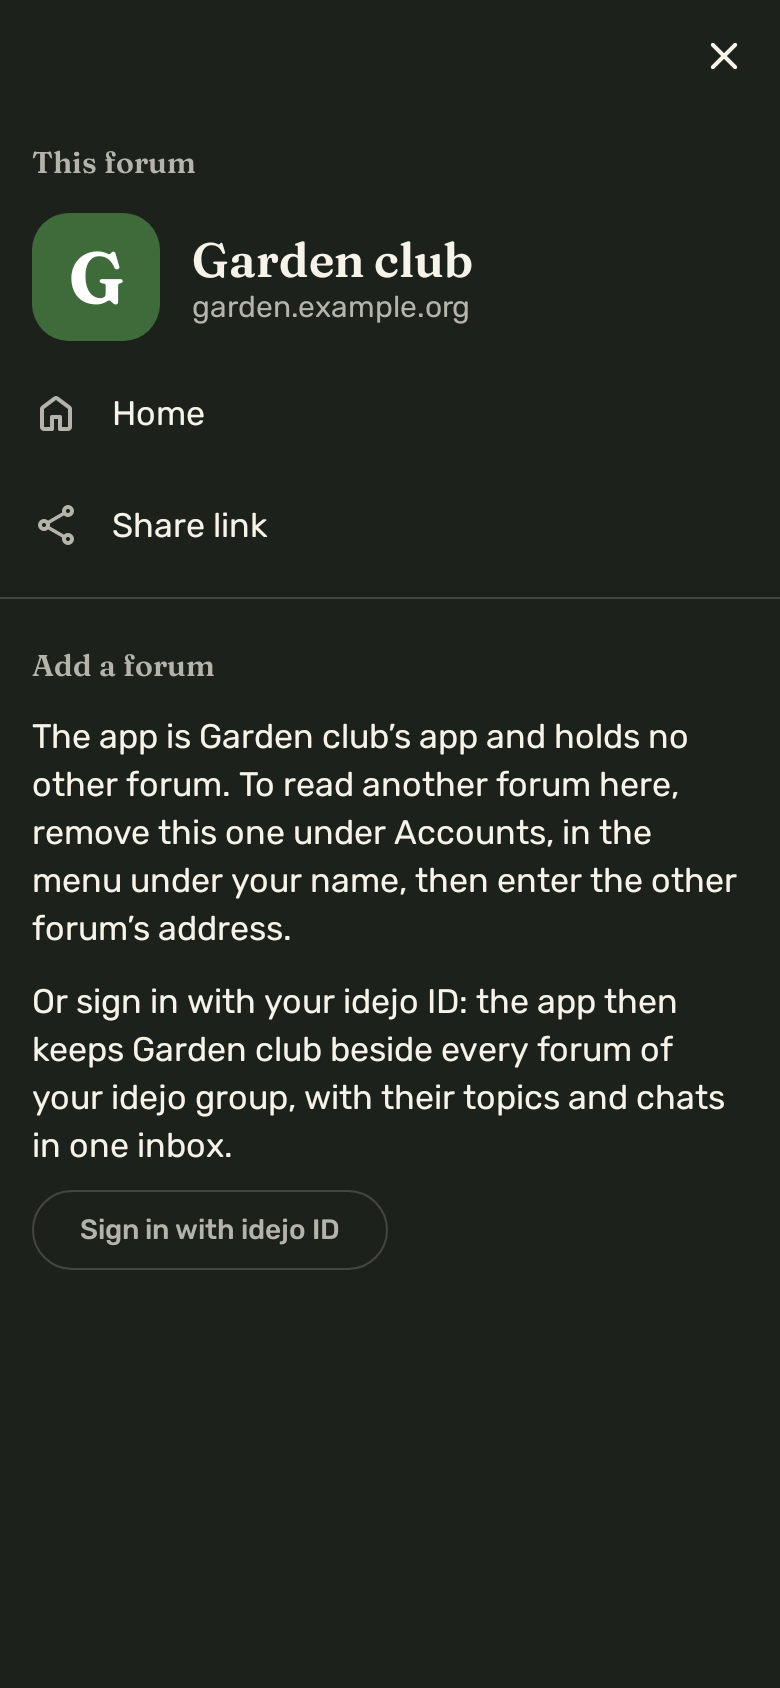 This forum
G
Garden club
garden.example.org
Home
Share link
Add a forum
The app is Garden club’s app and holds no
other forum. To read another forum here,
remove this one under Accounts, in the
menu under your name, then enter the other
forum’s address.
Or sign in with your idejo ID: the app then
keeps Garden club beside every forum of
your idejo group, with their topics and chats
in one inbox.
Sign in with idejo ID